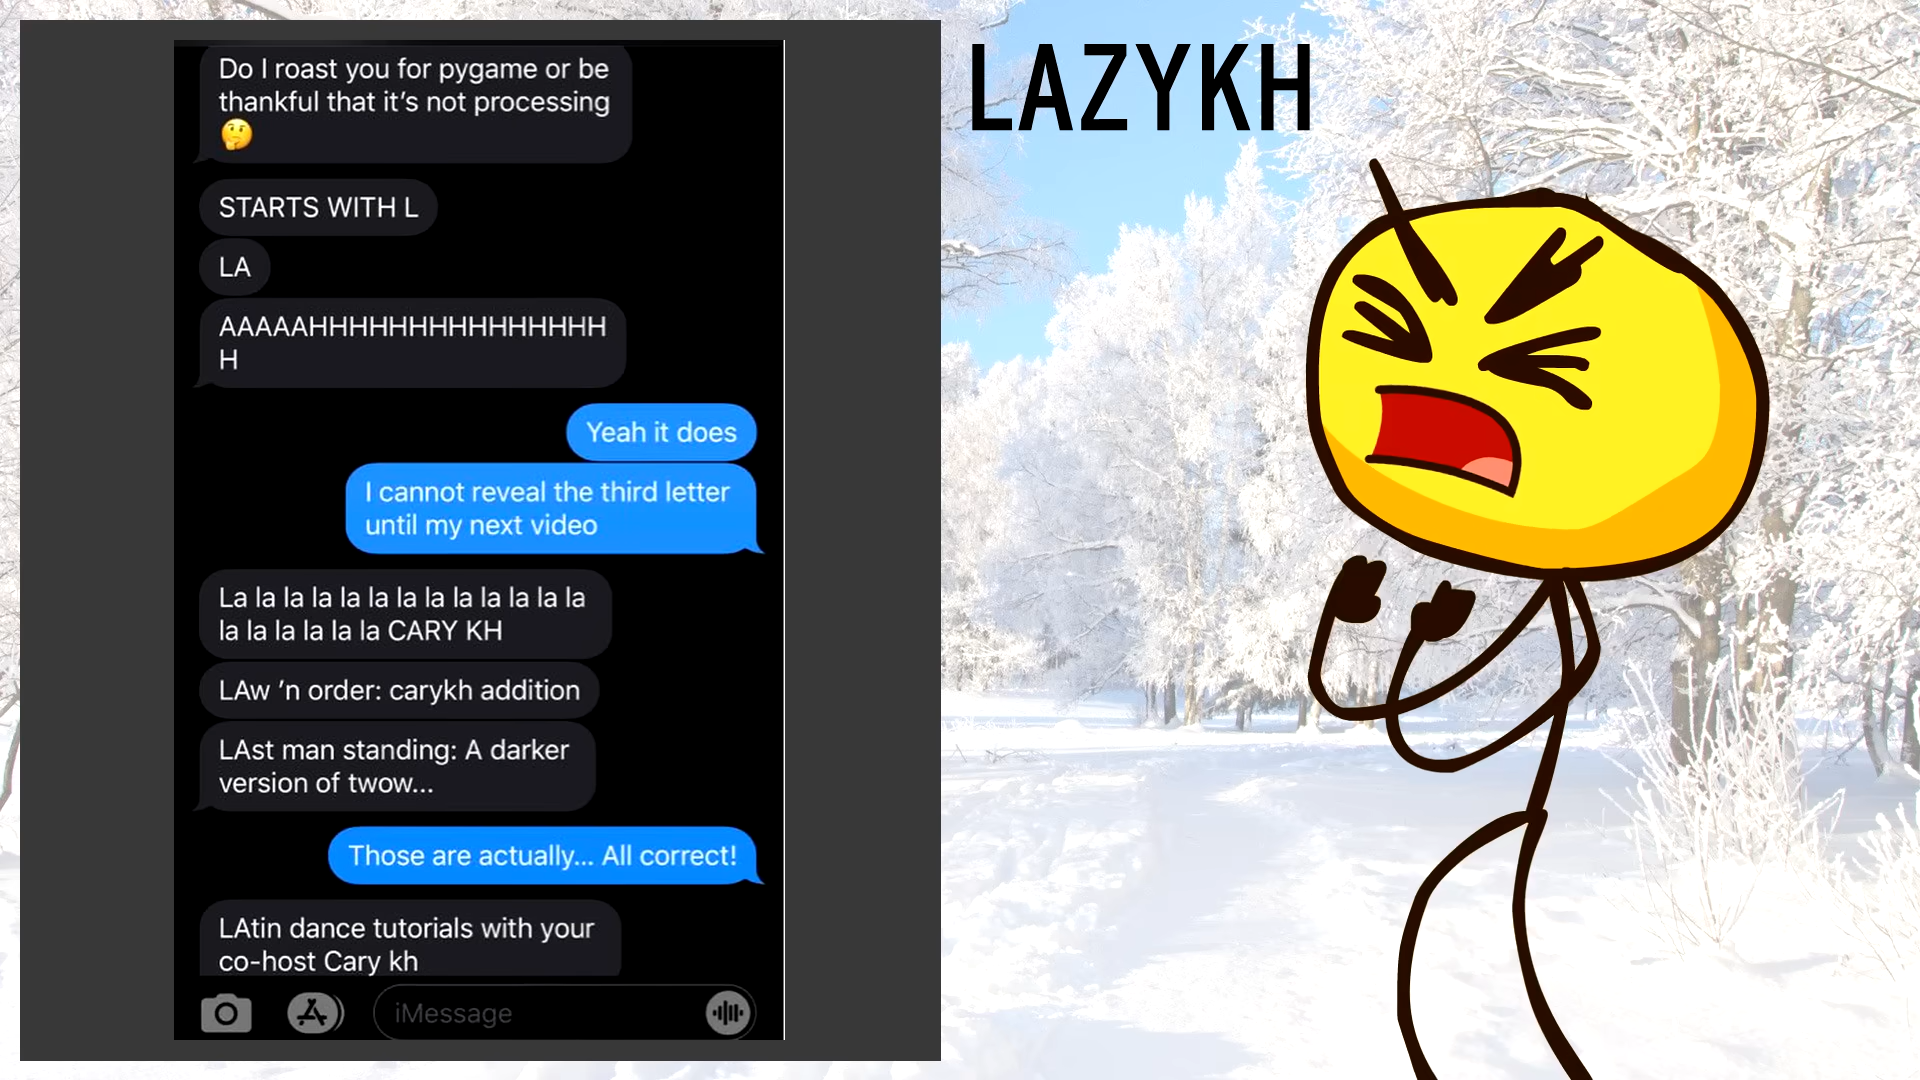 Do I roast you for pygame or be
thankful that it's not processing
🤔
STARTS WITH L
LA
AAAAAHHHHHHHHHHHHHHH
H
Yeah it does
I cannot reveal the third letter
until my next video
La la la la la la la la la la la la la
la la la la la la CARY KH
LAw 'n order: carykh addition
LAst man standing: A darker
version of twow...
Those are actually... All correct!
LAtin dance tutorials with your
co-host Cary kh
iMessage
LAZYKH